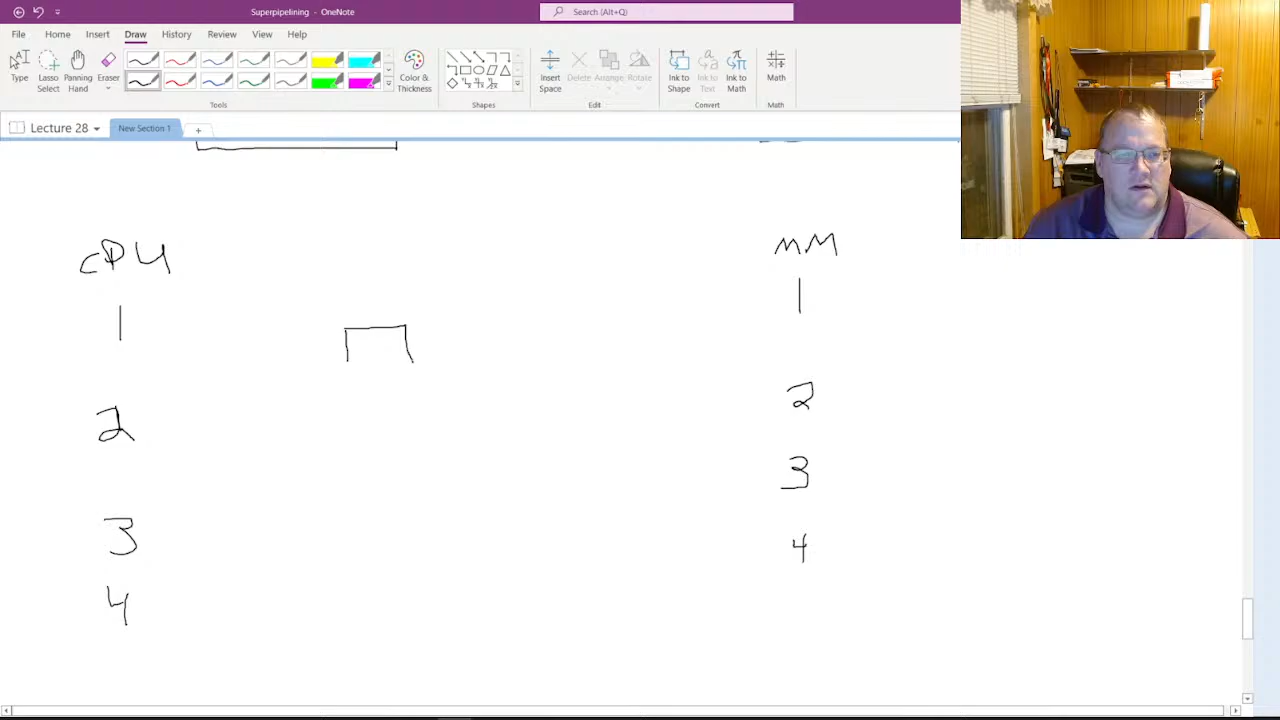 Superpipelining - OneNote
Search (Alt+Q)
File Home Insert Draw History Review View Help
Type
Lasso Select
Panning Hand
Eraser
Color & Thickness
Insert Space
Delete
Arrange
Rotate
Ink to Shape
Ink to Text
Ink to Math
Math
Tools
Shapes
Edit
Convert
Math
Lecture 28
New Section 1
CPU
MM
1
1
2
2
3
3
4
4